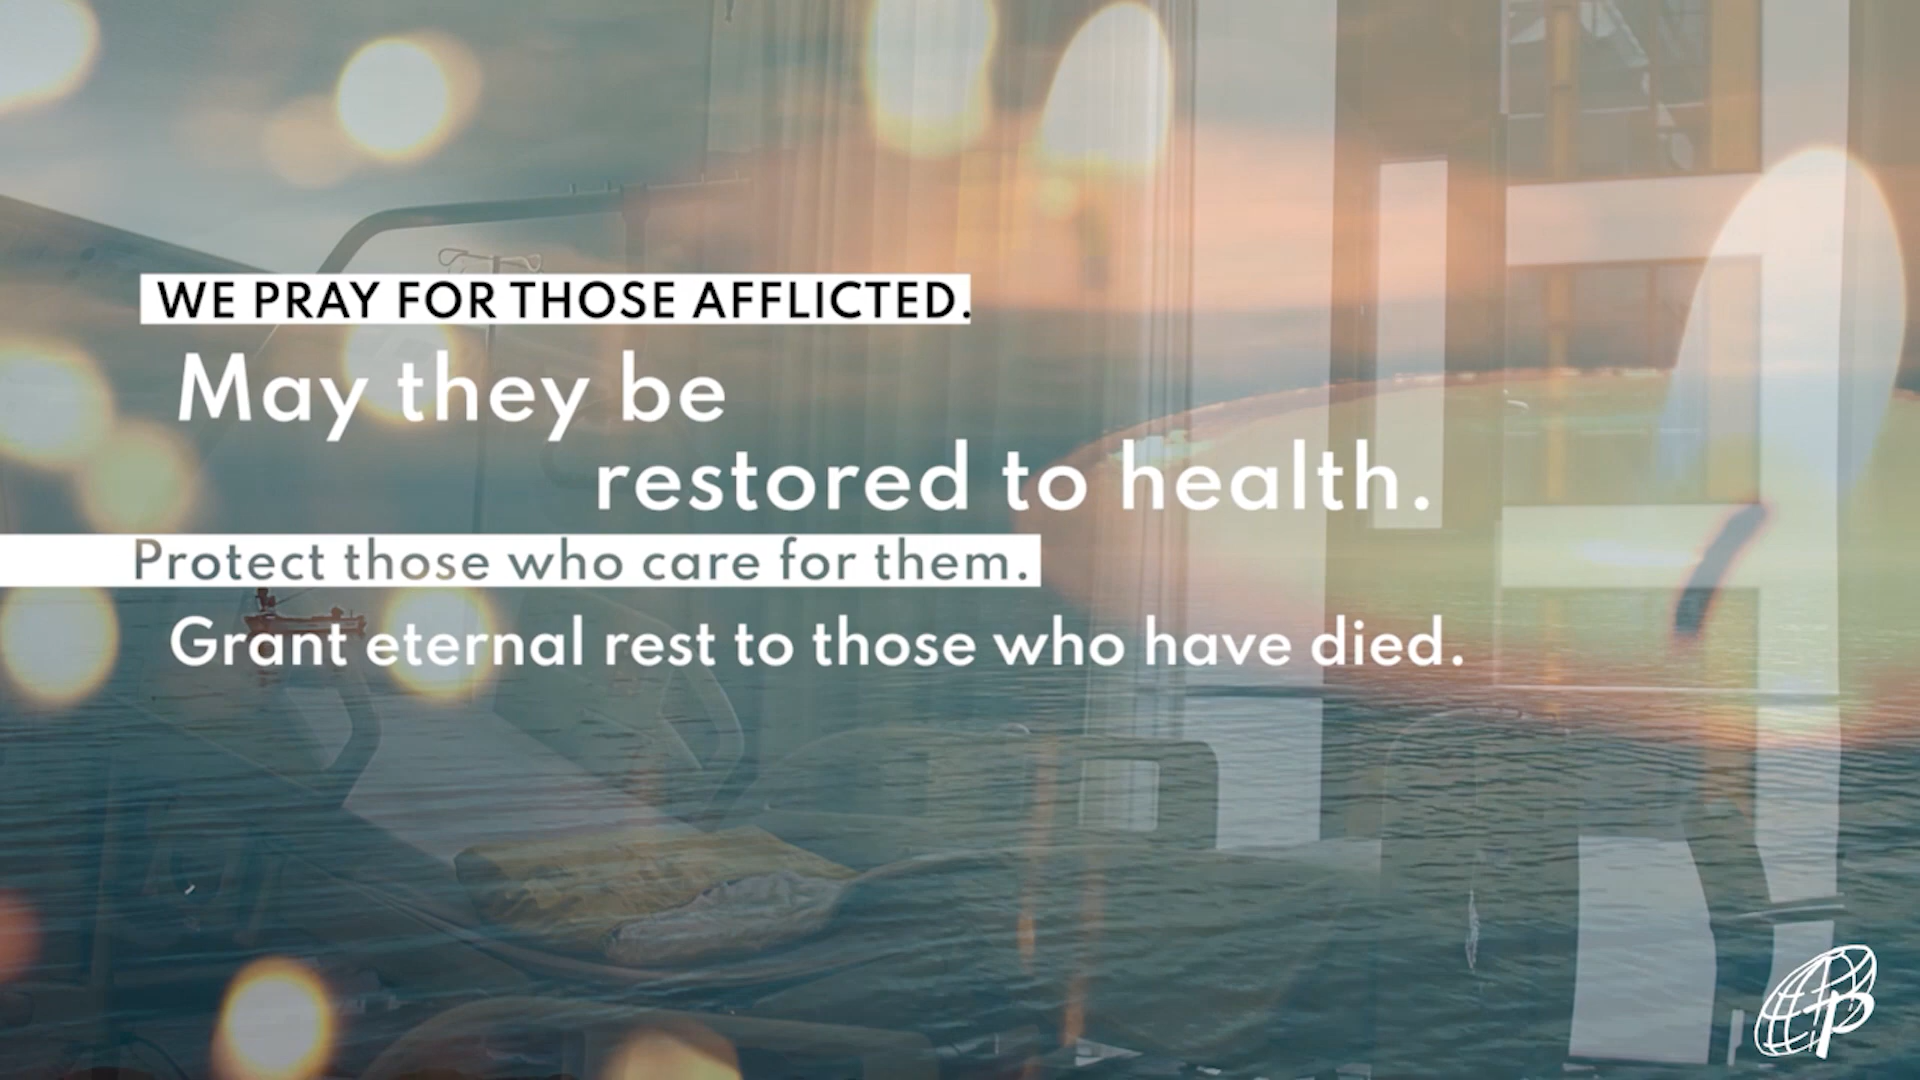 WE PRAY FOR THOSE AFFLICTED.
May they be
restored to health.
Protect those who care for them.
Grant eternal rest to those who have died.